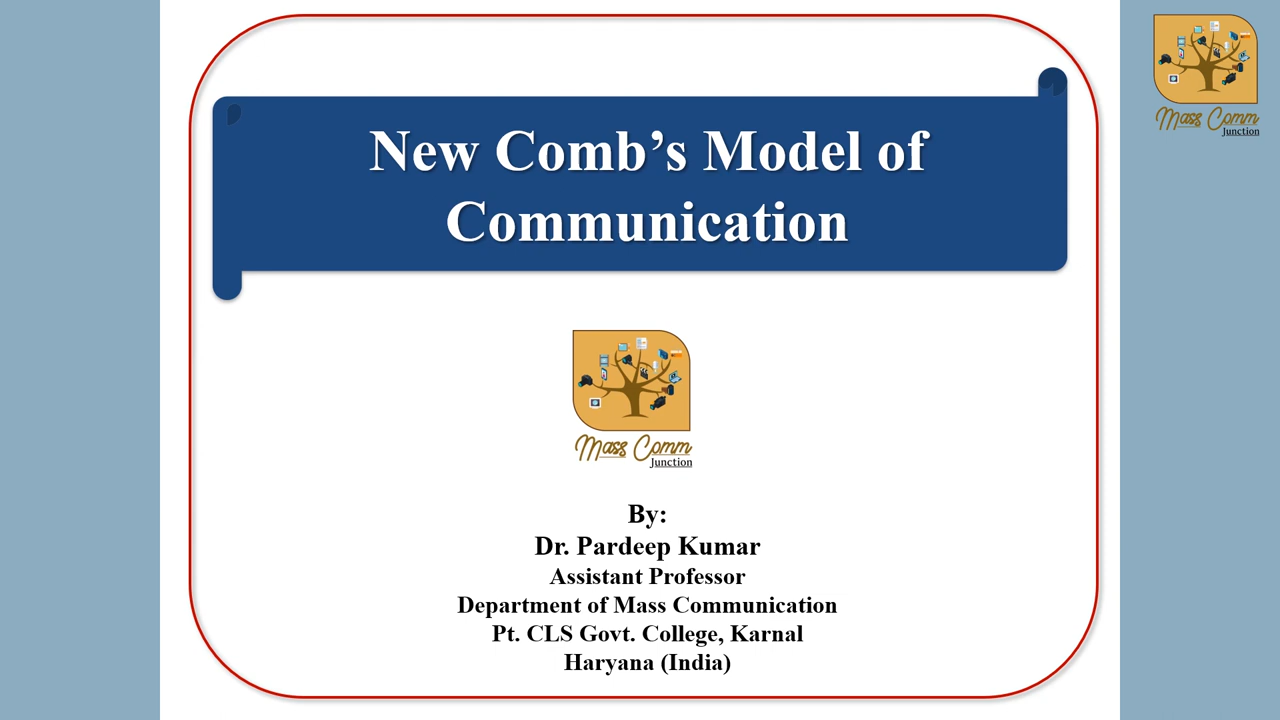 New Comb’s Model of
Communication
Mass Comm
Junction
Mass Comm
Junction
By:
Dr. Pardeep Kumar
Assistant Professor
Department of Mass Communication
Pt. CLS Govt. College, Karnal
Haryana (India)